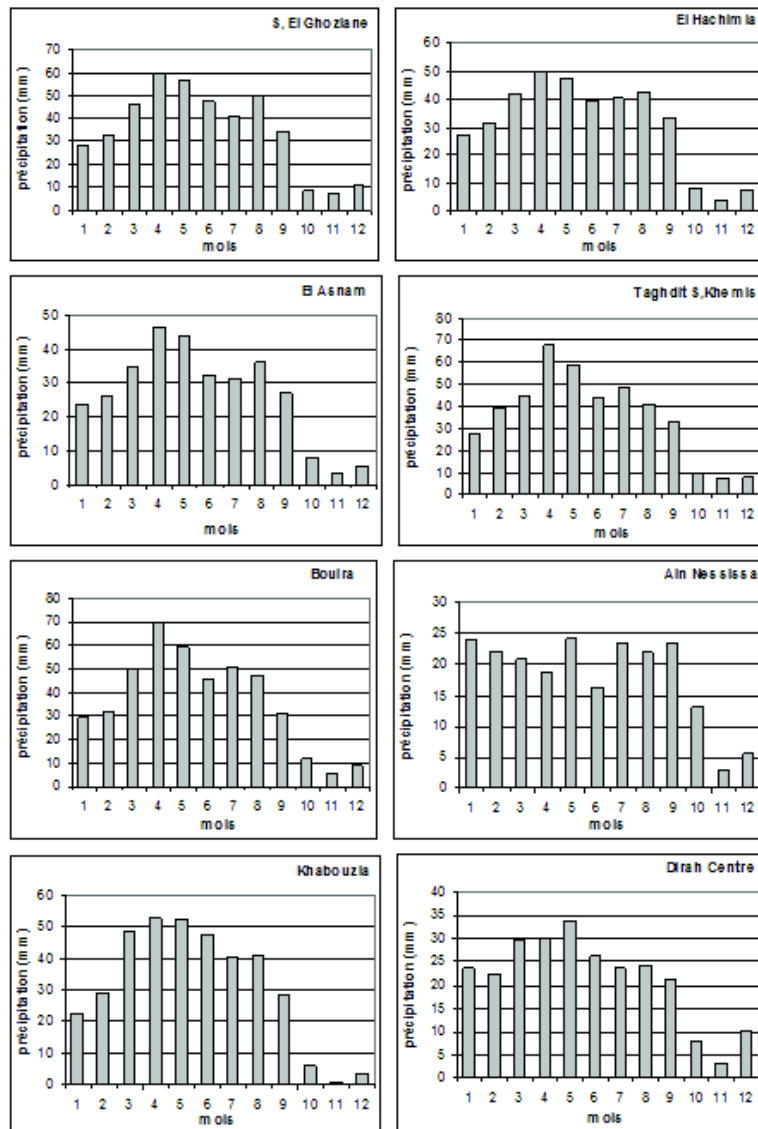 S, El Ghozlane
précipitation (mm)
70
60
50
40
30
20
10
0
1 2 3 4 5 6 7 8 9 10 11 12
mois
El Hachimia
précipitation (mm)
60
50
40
30
20
10
0
1 2 3 4 5 6 7 8 9 10 11 12
mois
El Asnam
précipitation (mm)
50
40
30
20
10
0
1 2 3 4 5 6 7 8 9 10 11 12
mois
Taghdit S,Khemis
précipitation (mm)
80
70
60
50
40
30
20
10
0
1 2 3 4 5 6 7 8 9 10 11 12
mois
Bouira
précipitation (mm)
80
70
60
50
40
30
20
10
0
1 2 3 4 5 6 7 8 9 10 11 12
mois
Ain Nessissa
précipitation (mm)
30
25
20
15
10
5
0
1 2 3 4 5 6 7 8 9 10 11 12
mois
Khabouzia
précipitation (mm)
60
50
40
30
20
10
0
1 2 3 4 5 6 7 8 9 10 11 12
mois
Dirah Centre
précipitation (mm)
40
35
30
25
20
15
10
5
0
1 2 3 4 5 6 7 8 9 10 11 12
mois